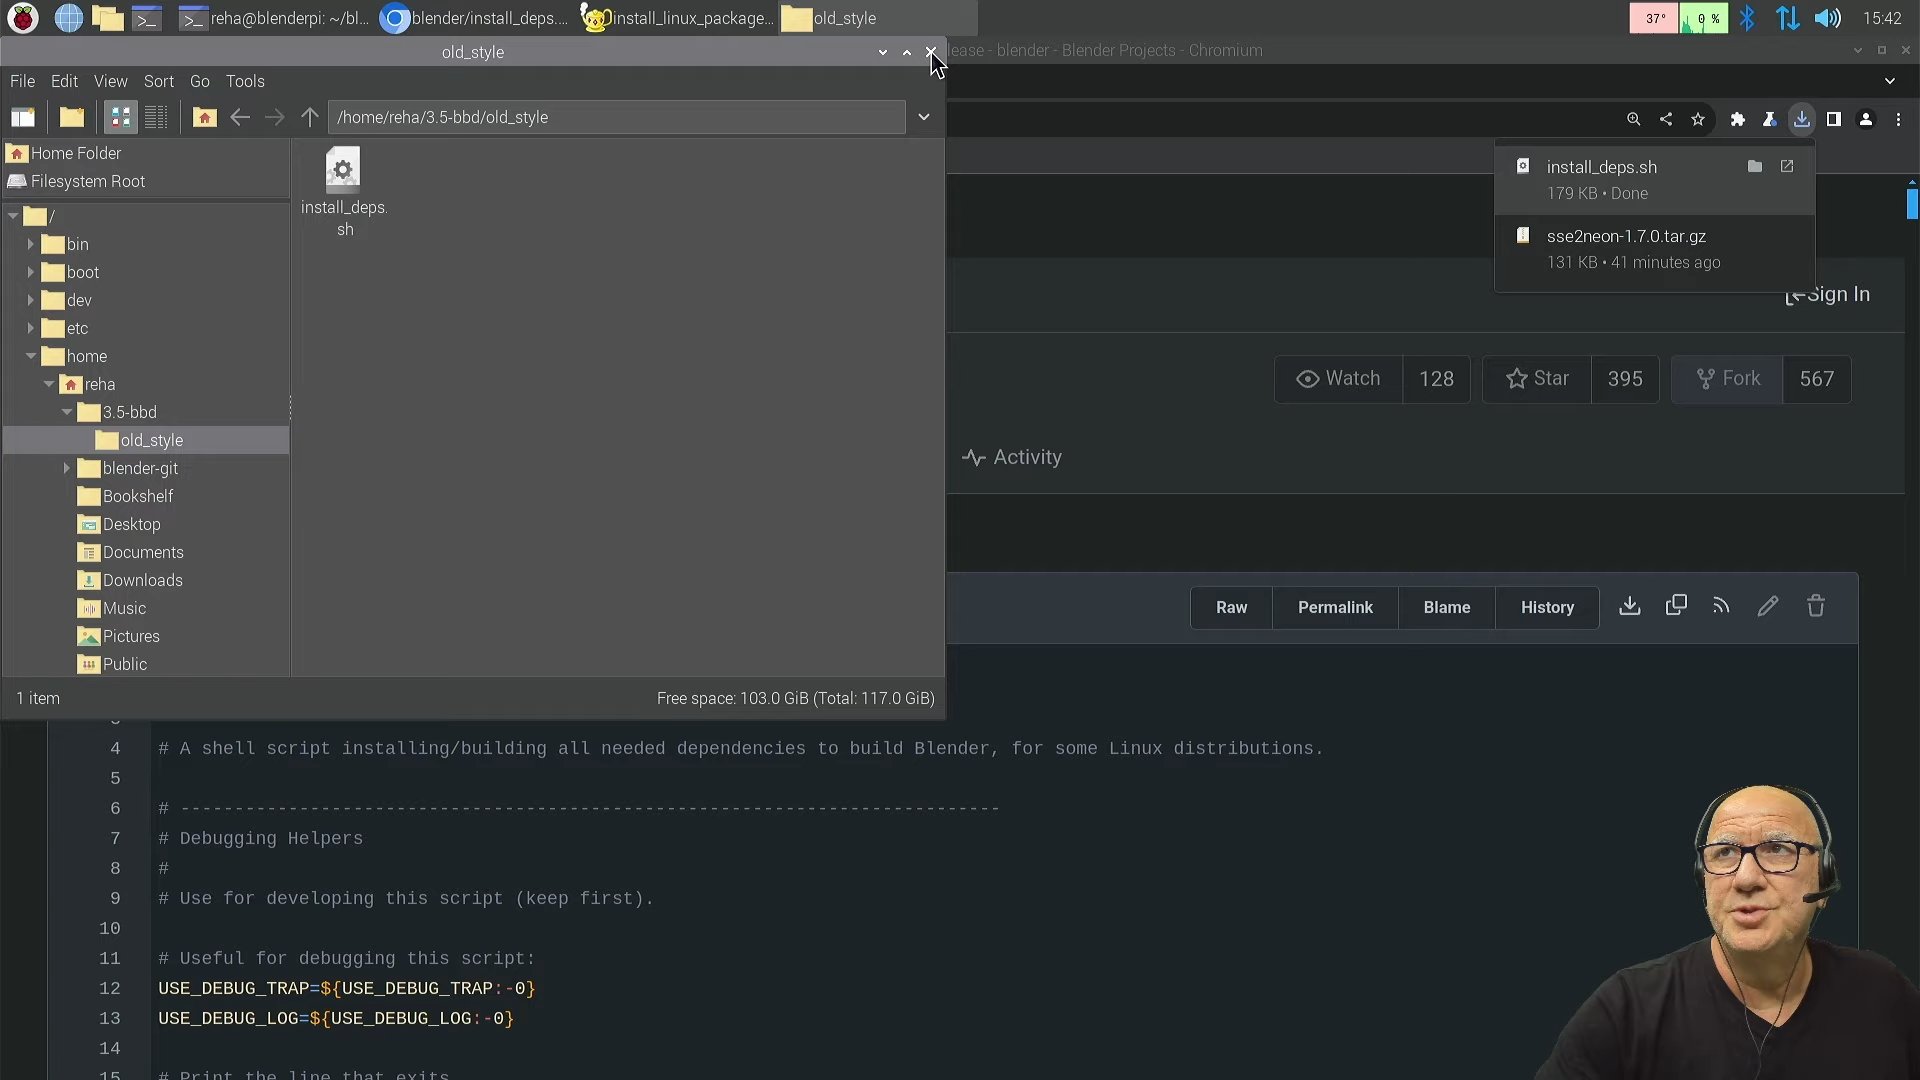 reha@blenderpi: ~/bl...
blender/install_deps....
install_linux_package...
old_style
37°
0 %
15:42
old_style
lease - blender - Blender Projects - Chromium
File Edit View Sort Go Tools
/home/reha/3.5-bbd/old_style
Home Folder
Filesystem Root
/
bin
boot
dev
etc
home
reha
3.5-bbd
old_style
blender-git
Bookshelf
Desktop
Documents
Downloads
Music
Pictures
Public
install_deps.
sh
1 item
Free space: 103.0 GiB (Total: 117.0 GiB)
install_deps.sh
179 KB • Done
sse2neon-1.7.0.tar.gz
131 KB • 41 minutes ago
Sign In
Watch 128
Star 395
Fork 567
Activity
Raw Permalink Blame History
4 # A shell script installing/building all needed dependencies to build Blender, for some Linux distributions.
5
6 # ----------------------------------------------------------------------------
7 # Debugging Helpers
8 #
9 # Use for developing this script (keep first).
10
11 # Useful for debugging this script:
12 USE_DEBUG_TRAP=${USE_DEBUG_TRAP:-0}
13 USE_DEBUG_LOG=${USE_DEBUG_LOG:-0}
14
15 # Print the line that exits